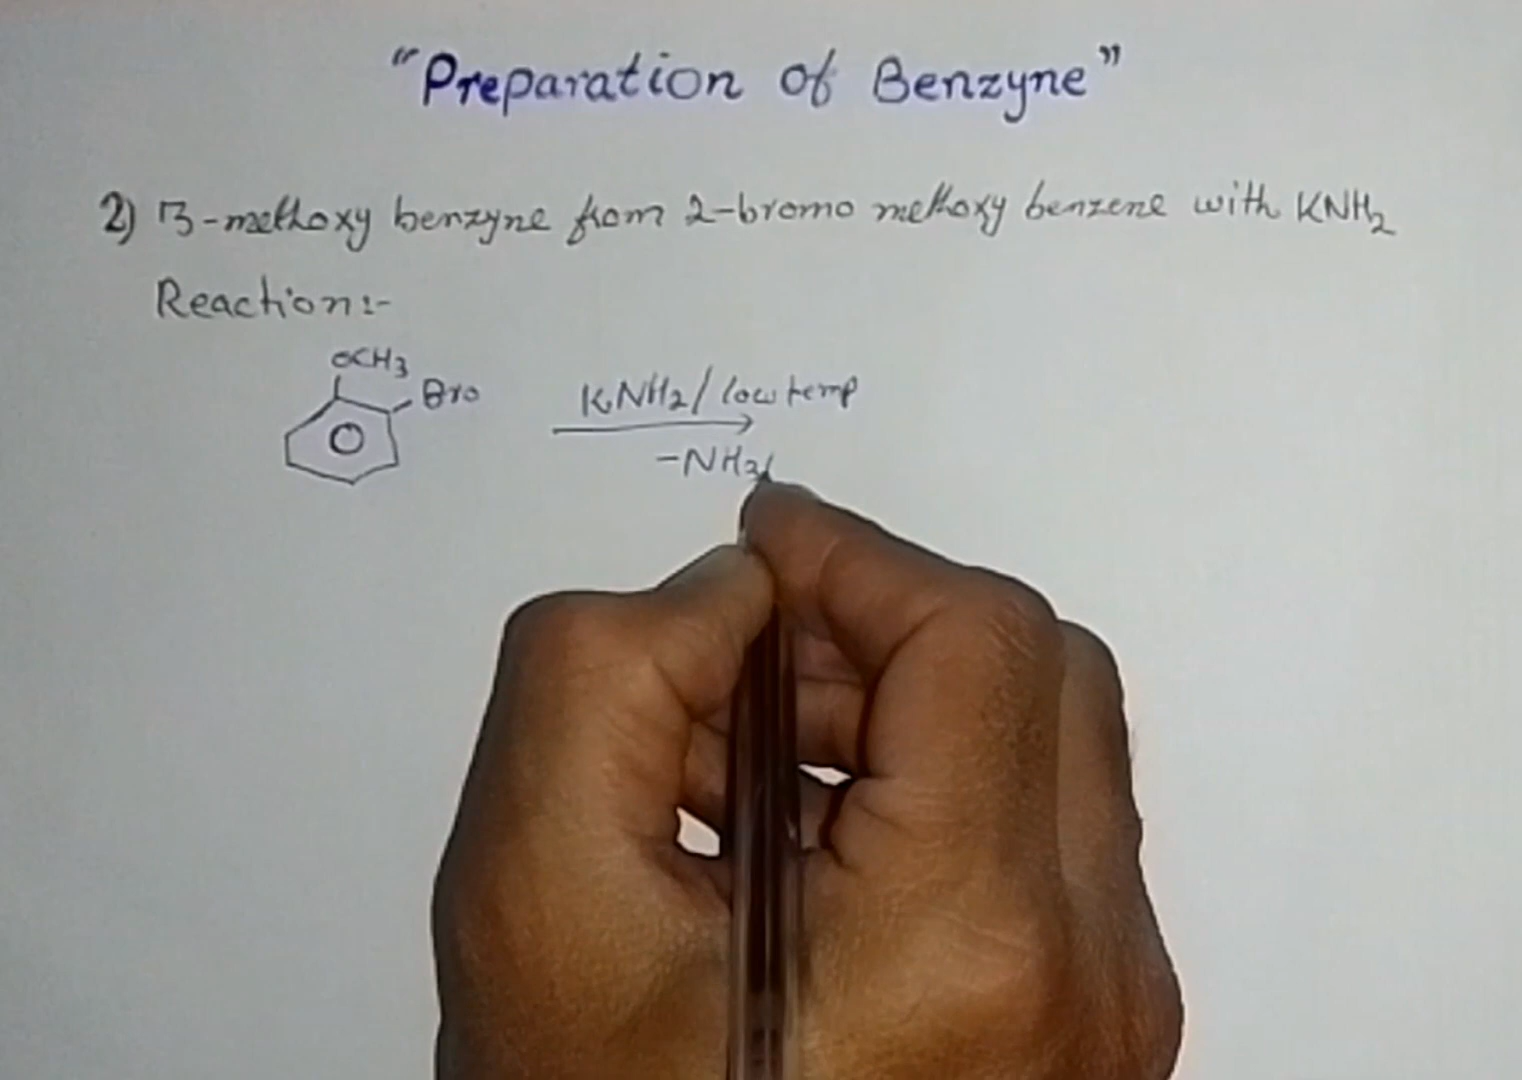 "Preparation of Benzyne"
2) 3-methoxy benzyne from 2-bromo methoxy benzene with KNH2
Reaction:-
OCH3
Bro
KNH2/low temp
-NH3/